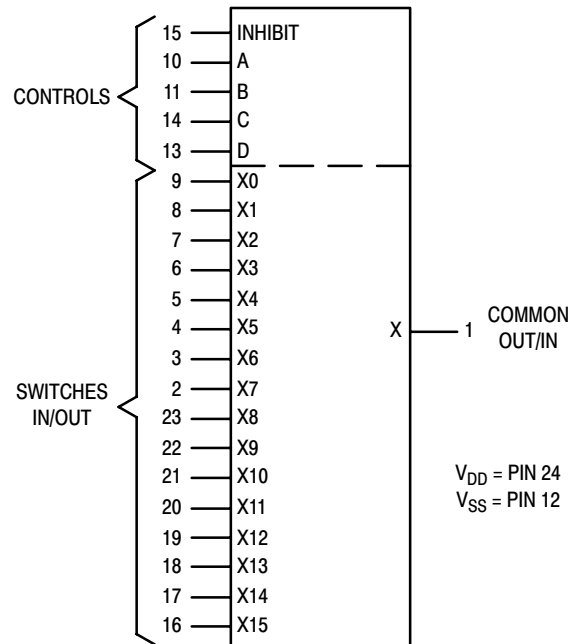 15 INHIBIT
10 A
CONTROLS
11 B
14 C
13 D
9 X0
8 X1
7 X2
6 X3
5 X4
4 X5
X 1 COMMON
OUT/IN
3 X6
2 X7
SWITCHES
IN/OUT
23 X8
22 X9
21 X10
20 X11
19 X12
18 X13
17 X14
16 X15
VDD = PIN 24
VSS = PIN 12